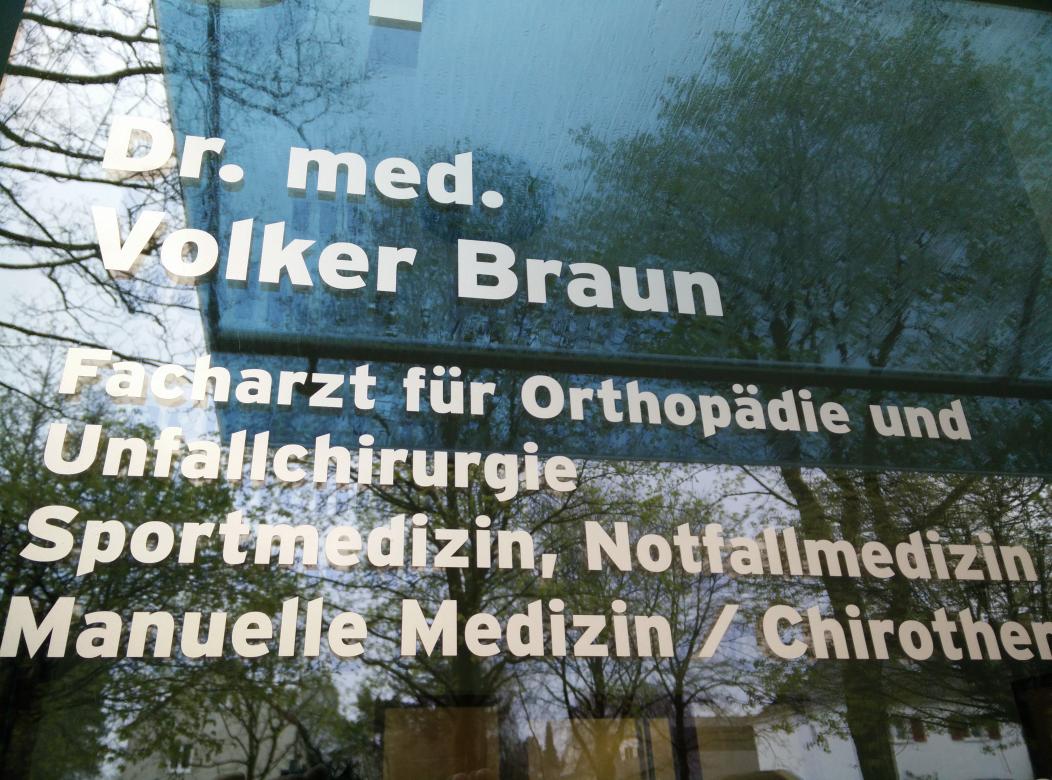 Dr. med.
Volker Braun
Facharzt für Orthopädie und
Unfallchirurgie
Sportmedizin, Notfallmedizin
Manuelle Medizin / Chirother